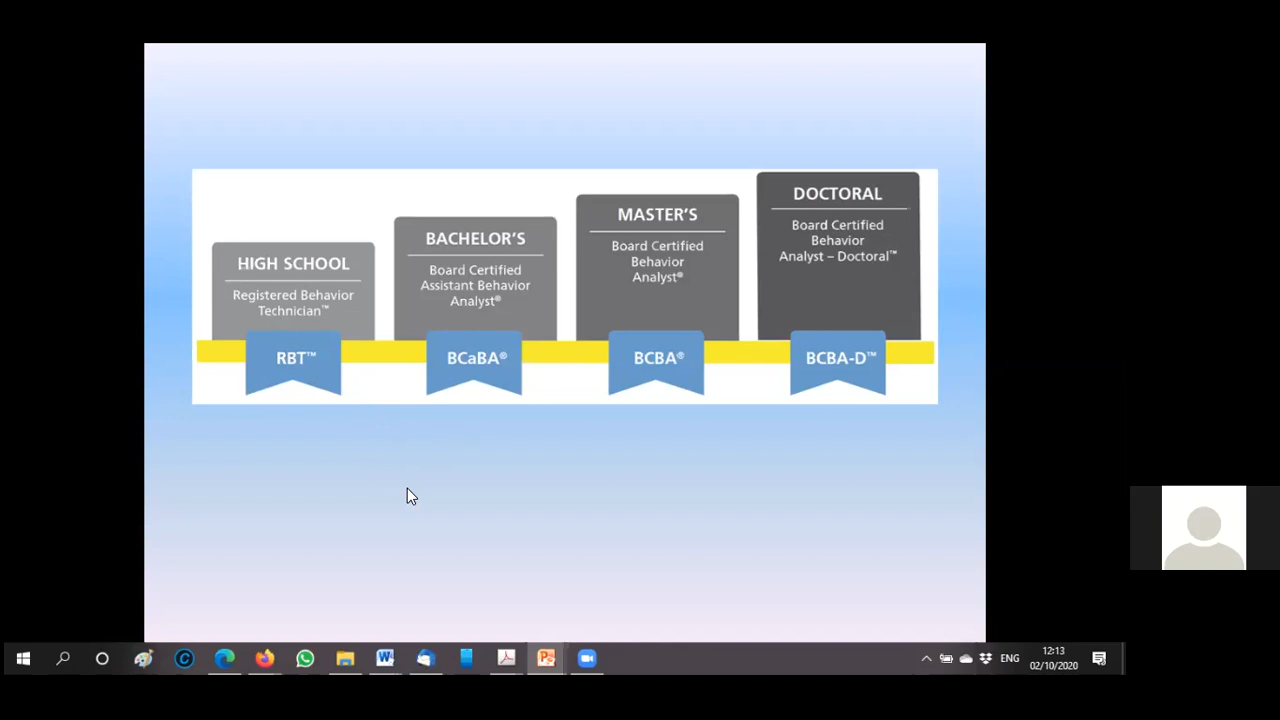 HIGH SCHOOL
Registered Behavior
Technician™
RBT™
BACHELOR'S
Board Certified
Assistant Behavior
Analyst®
BCaBA®
MASTER'S
Board Certified
Behavior
Analyst®
BCBA®
DOCTORAL
Board Certified
Behavior
Analyst – Doctoral™
BCBA-D™
ENG
12:13
02/10/2020